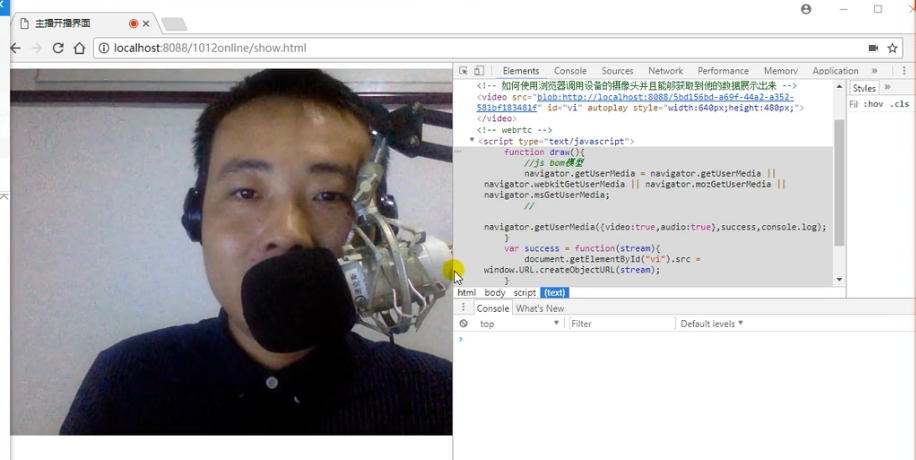 主播开播界面
localhost:8088/1012online/show.html
Elements Console Sources Network Performance Memory Application »
<!-- 如何使用浏览器调用设备的摄像头并且能够获取到他的数据展示出来 -->
<video src="blob:http://localhost:8088/5bd156bd-a69f-44a2-a352-
581bf183481f" id="vi" autoplay style="width:640px;height:480px;">
</video>
<!-- webrtc -->
<script type="text/javascript">
function draw(){
//js bom模型
navigator.getUserMedia = navigator.getUserMedia ||
navigator.webkitGetUserMedia || navigator.mozGetUserMedia ||
navigator.msGetUserMedia;
//
navigator.getUserMedia({video:true,audio:true},success,console.log);
}
var success = function(stream){
document.getElementById("vi").src =
window.URL.createObjectURL(stream);
}
html body script (text)
Styles »
Fil :hov .cls
Console What's New
top Filter Default levels